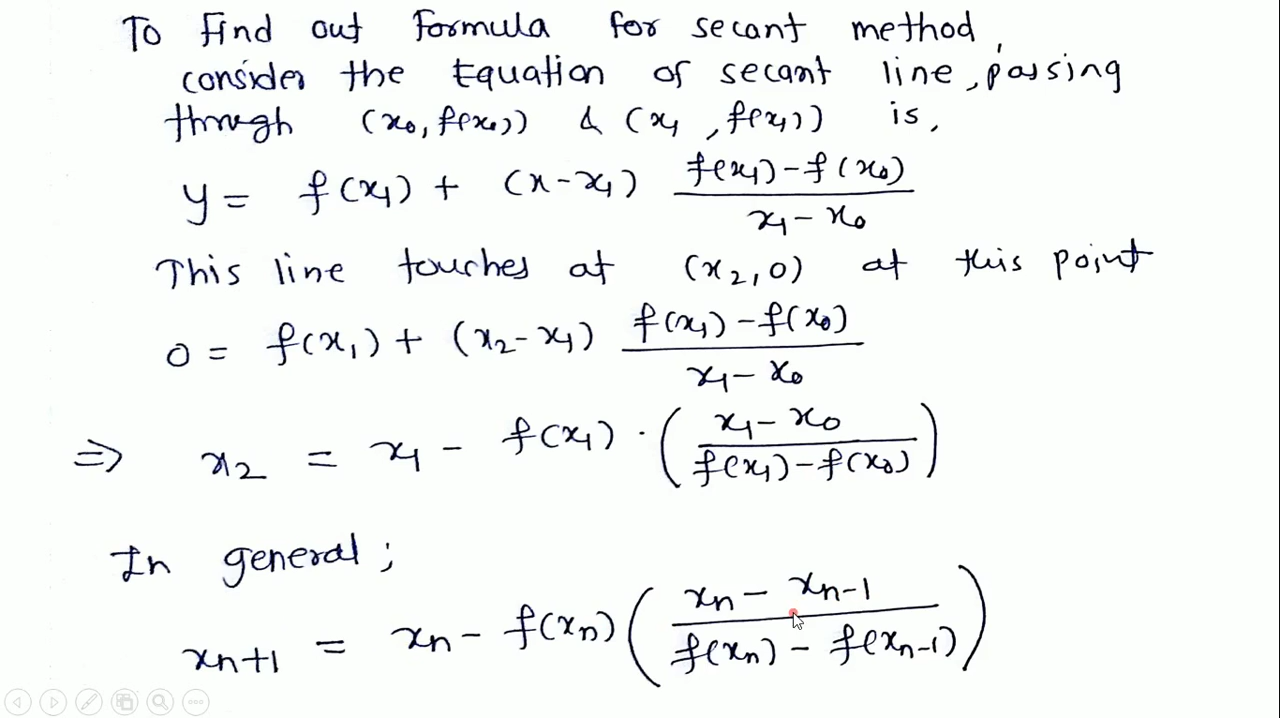 To Find out Formula for secant method,
consider the Equation of secant line, passing
through (x₀, f(x₀)) & (x₁, f(x₁)) is,
y = f(x₁) + (x-x₁) (f(x₁) - f(x₀))/(x₁ - x₀)
This line touches at (x₂, 0) at this point
0 = f(x₁) + (x₂-x₁) (f(x₁) - f(x₀))/(x₁ - x₀)
⇒ x₂ = x₁ - f(x₁) · ((x₁ - x₀)/(f(x₁) - f(x₀)))
In general;
xₙ₊₁ = xₙ - f(xₙ) ((xₙ - xₙ₋₁)/(f(xₙ) - f(xₙ₋₁)))